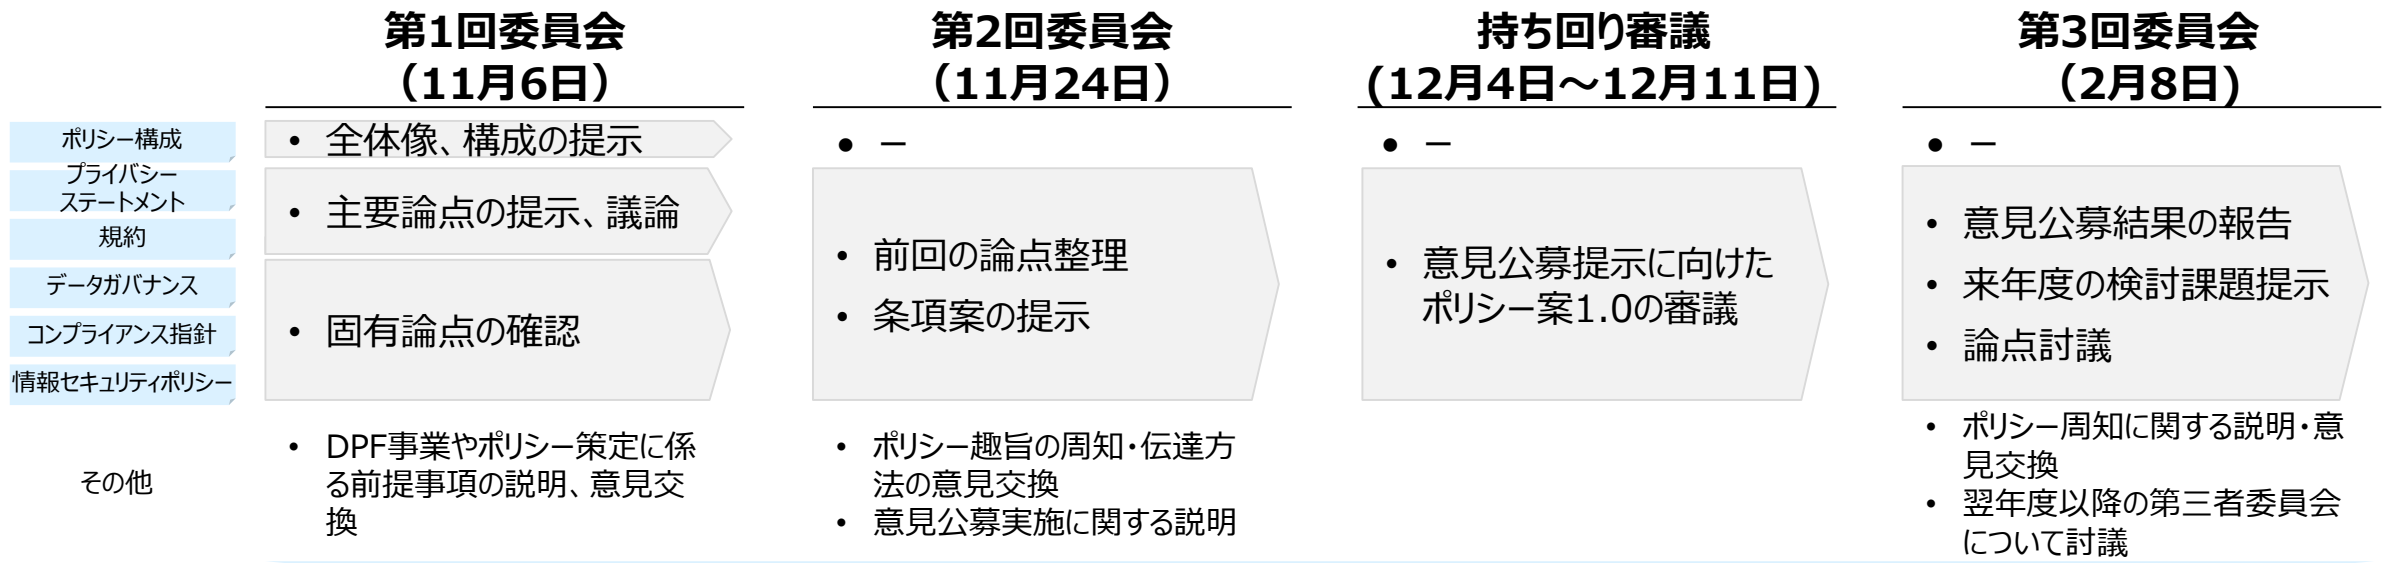 第1回委員会
（11月6日）
第2回委員会
（11月24日）
持ち回り審議
(12月4日～12月11日)
第3回委員会
（2月8日)
ポリシー構成
• 全体像、構成の提示
• －
• －
• －
プライバシー
ステートメント
規約
データガバナンス
コンプライアンス指針
情報セキュリティポリシー
• 主要論点の提示、議論
• 固有論点の確認
• 前回の論点整理
• 条項案の提示
• 意見公募提示に向けた
ポリシー案1.0の審議
• 意見公募結果の報告
• 来年度の検討課題提示
• 論点討議
その他
• DPF事業やポリシー策定に係
る前提事項の説明、意見交
換
• ポリシー趣旨の周知・伝達方
法の意見交換
• 意見公募実施に関する説明
• ポリシー周知に関する説明・意
見交換
• 翌年度以降の第三者委員会
について討議